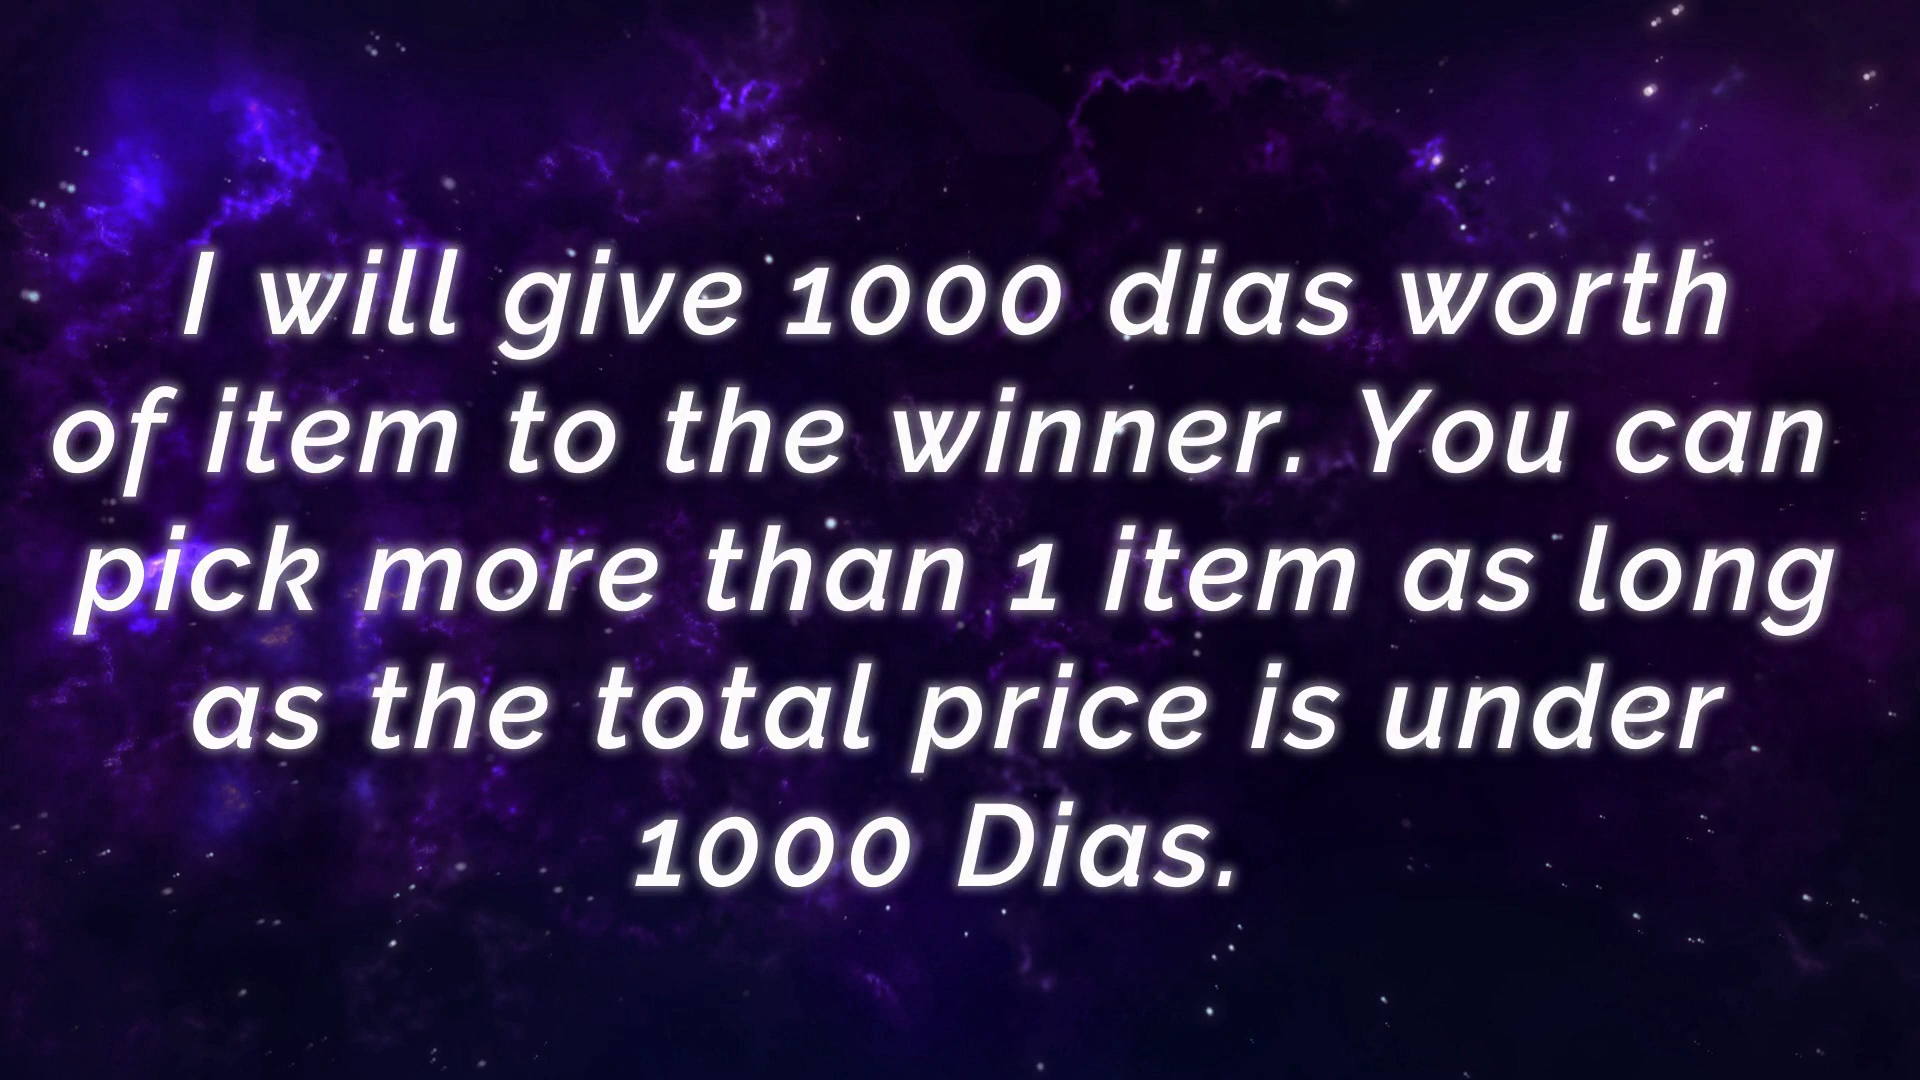 I will give 1000 dias worth
of item to the winner. You can
pick more than 1 item as long
as the total price is under
1000 Dias.